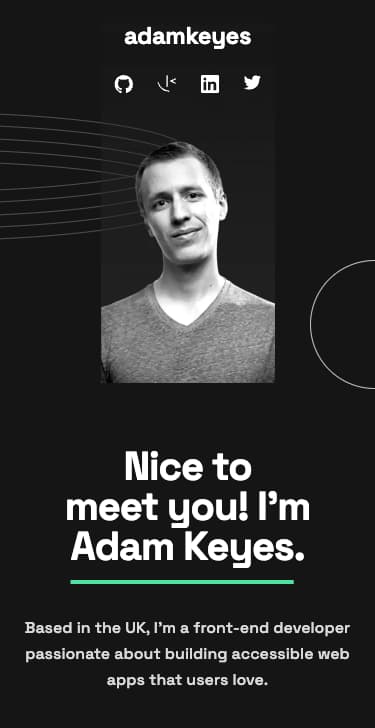 adamkeyes
Nice to
meet you! I'm
Adam Keyes.
Based in the UK, I'm a front-end developer
passionate about building accessible web
apps that users love.